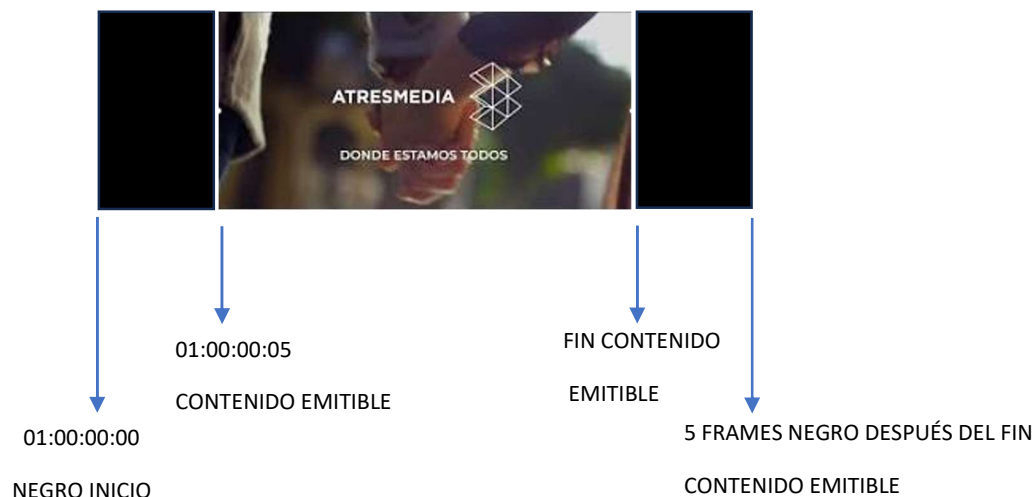 ATRESMEDIA
DONDE ESTAMOS TODOS
01:00:00:05
CONTENIDO EMITIBLE
FIN CONTENIDO
EMITIBLE
01:00:00:00
NEGRO INICIO
5 FRAMES NEGRO DESPUÉS DEL FIN
CONTENIDO EMITIBLE